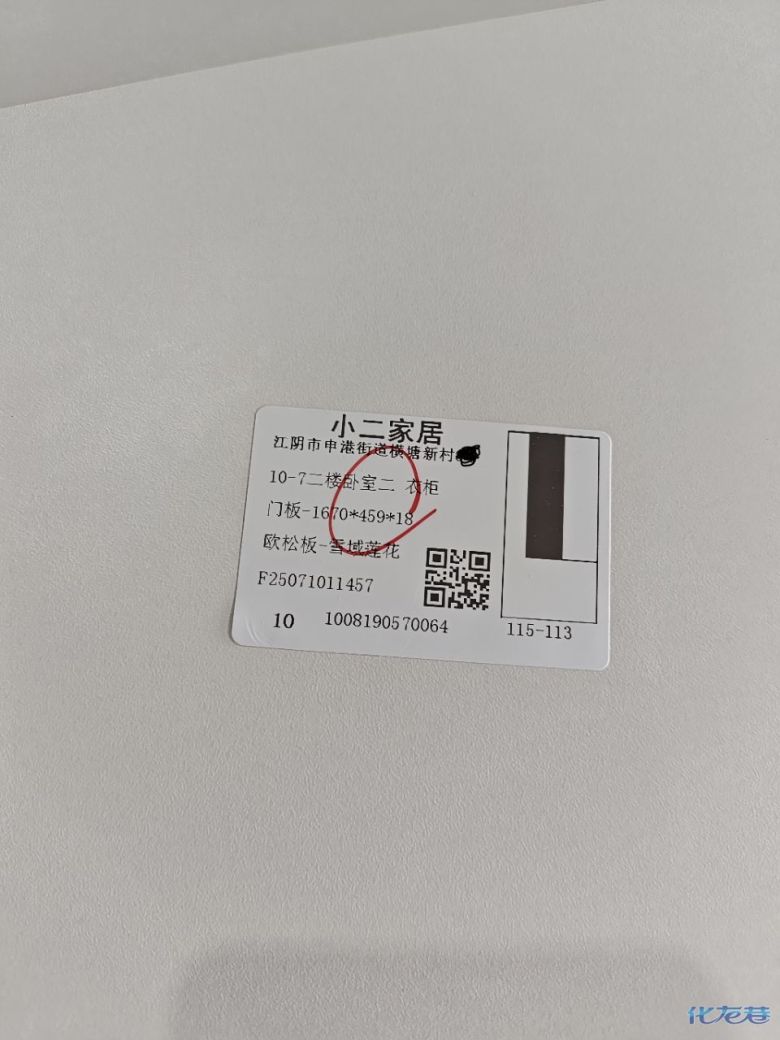 小二家居
江阴市申港街道横塘新村
10-7二楼卧室二 衣柜
门板-1670*459*18
欧松板-雪域莲花
F25071011457
10 1008190570064
115-113
化龙巷